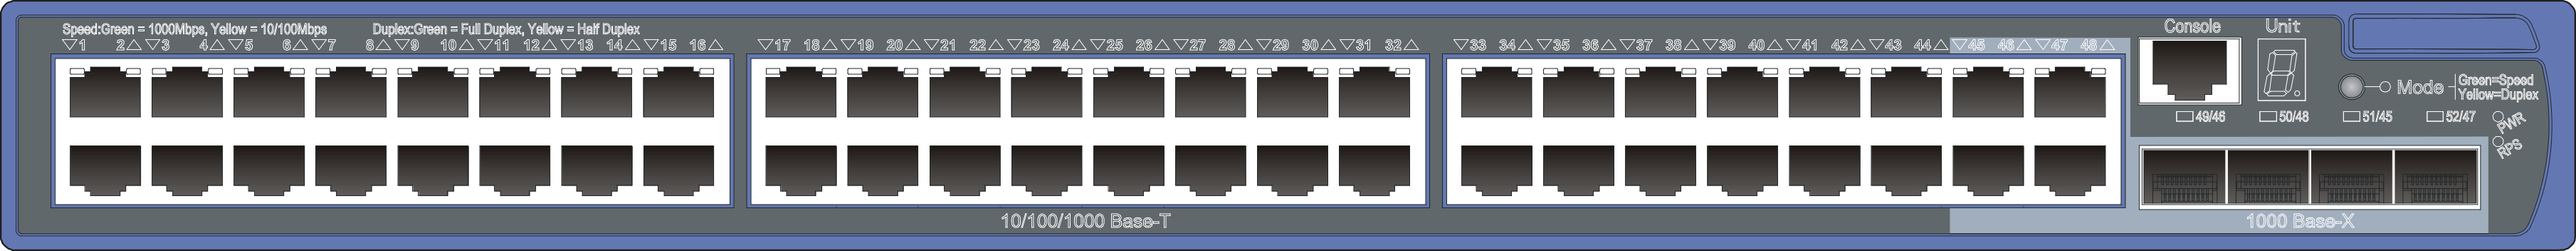 Speed:Green = 1000Mbps, Yellow = 10/100Mbps Duplex:Green = Full Duplex, Yellow = Half Duplex
1 2 3 4 5 6 7 8 9 10 11 12 13 14 15 16 17 18 19 20 21 22 23 24 25 26 27 28 29 30 31 32 33 34 35 36 37 38 39 40 41 42 43 44 45 46 47 48
Console Unit
8.
Mode Green=Speed
Yellow=Duplex
49/46 50/48 51/45 52/47
PWR
RPS
10/100/1000 Base-T 1000 Base-X